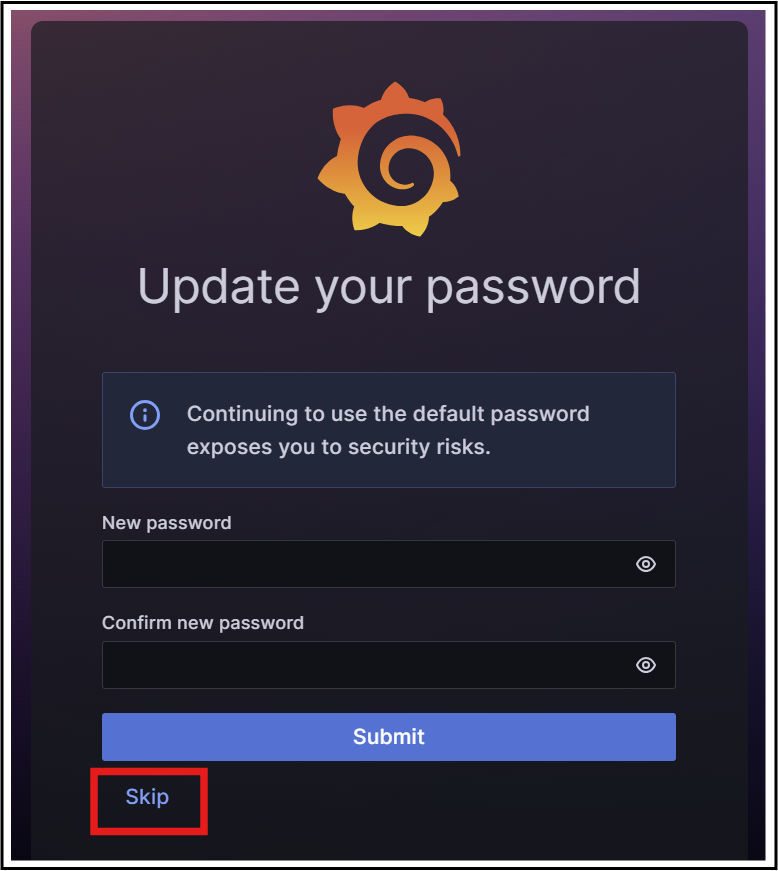 Update your password
Continuing to use the default password
exposes you to security risks.
New password
Confirm new password
Submit
Skip